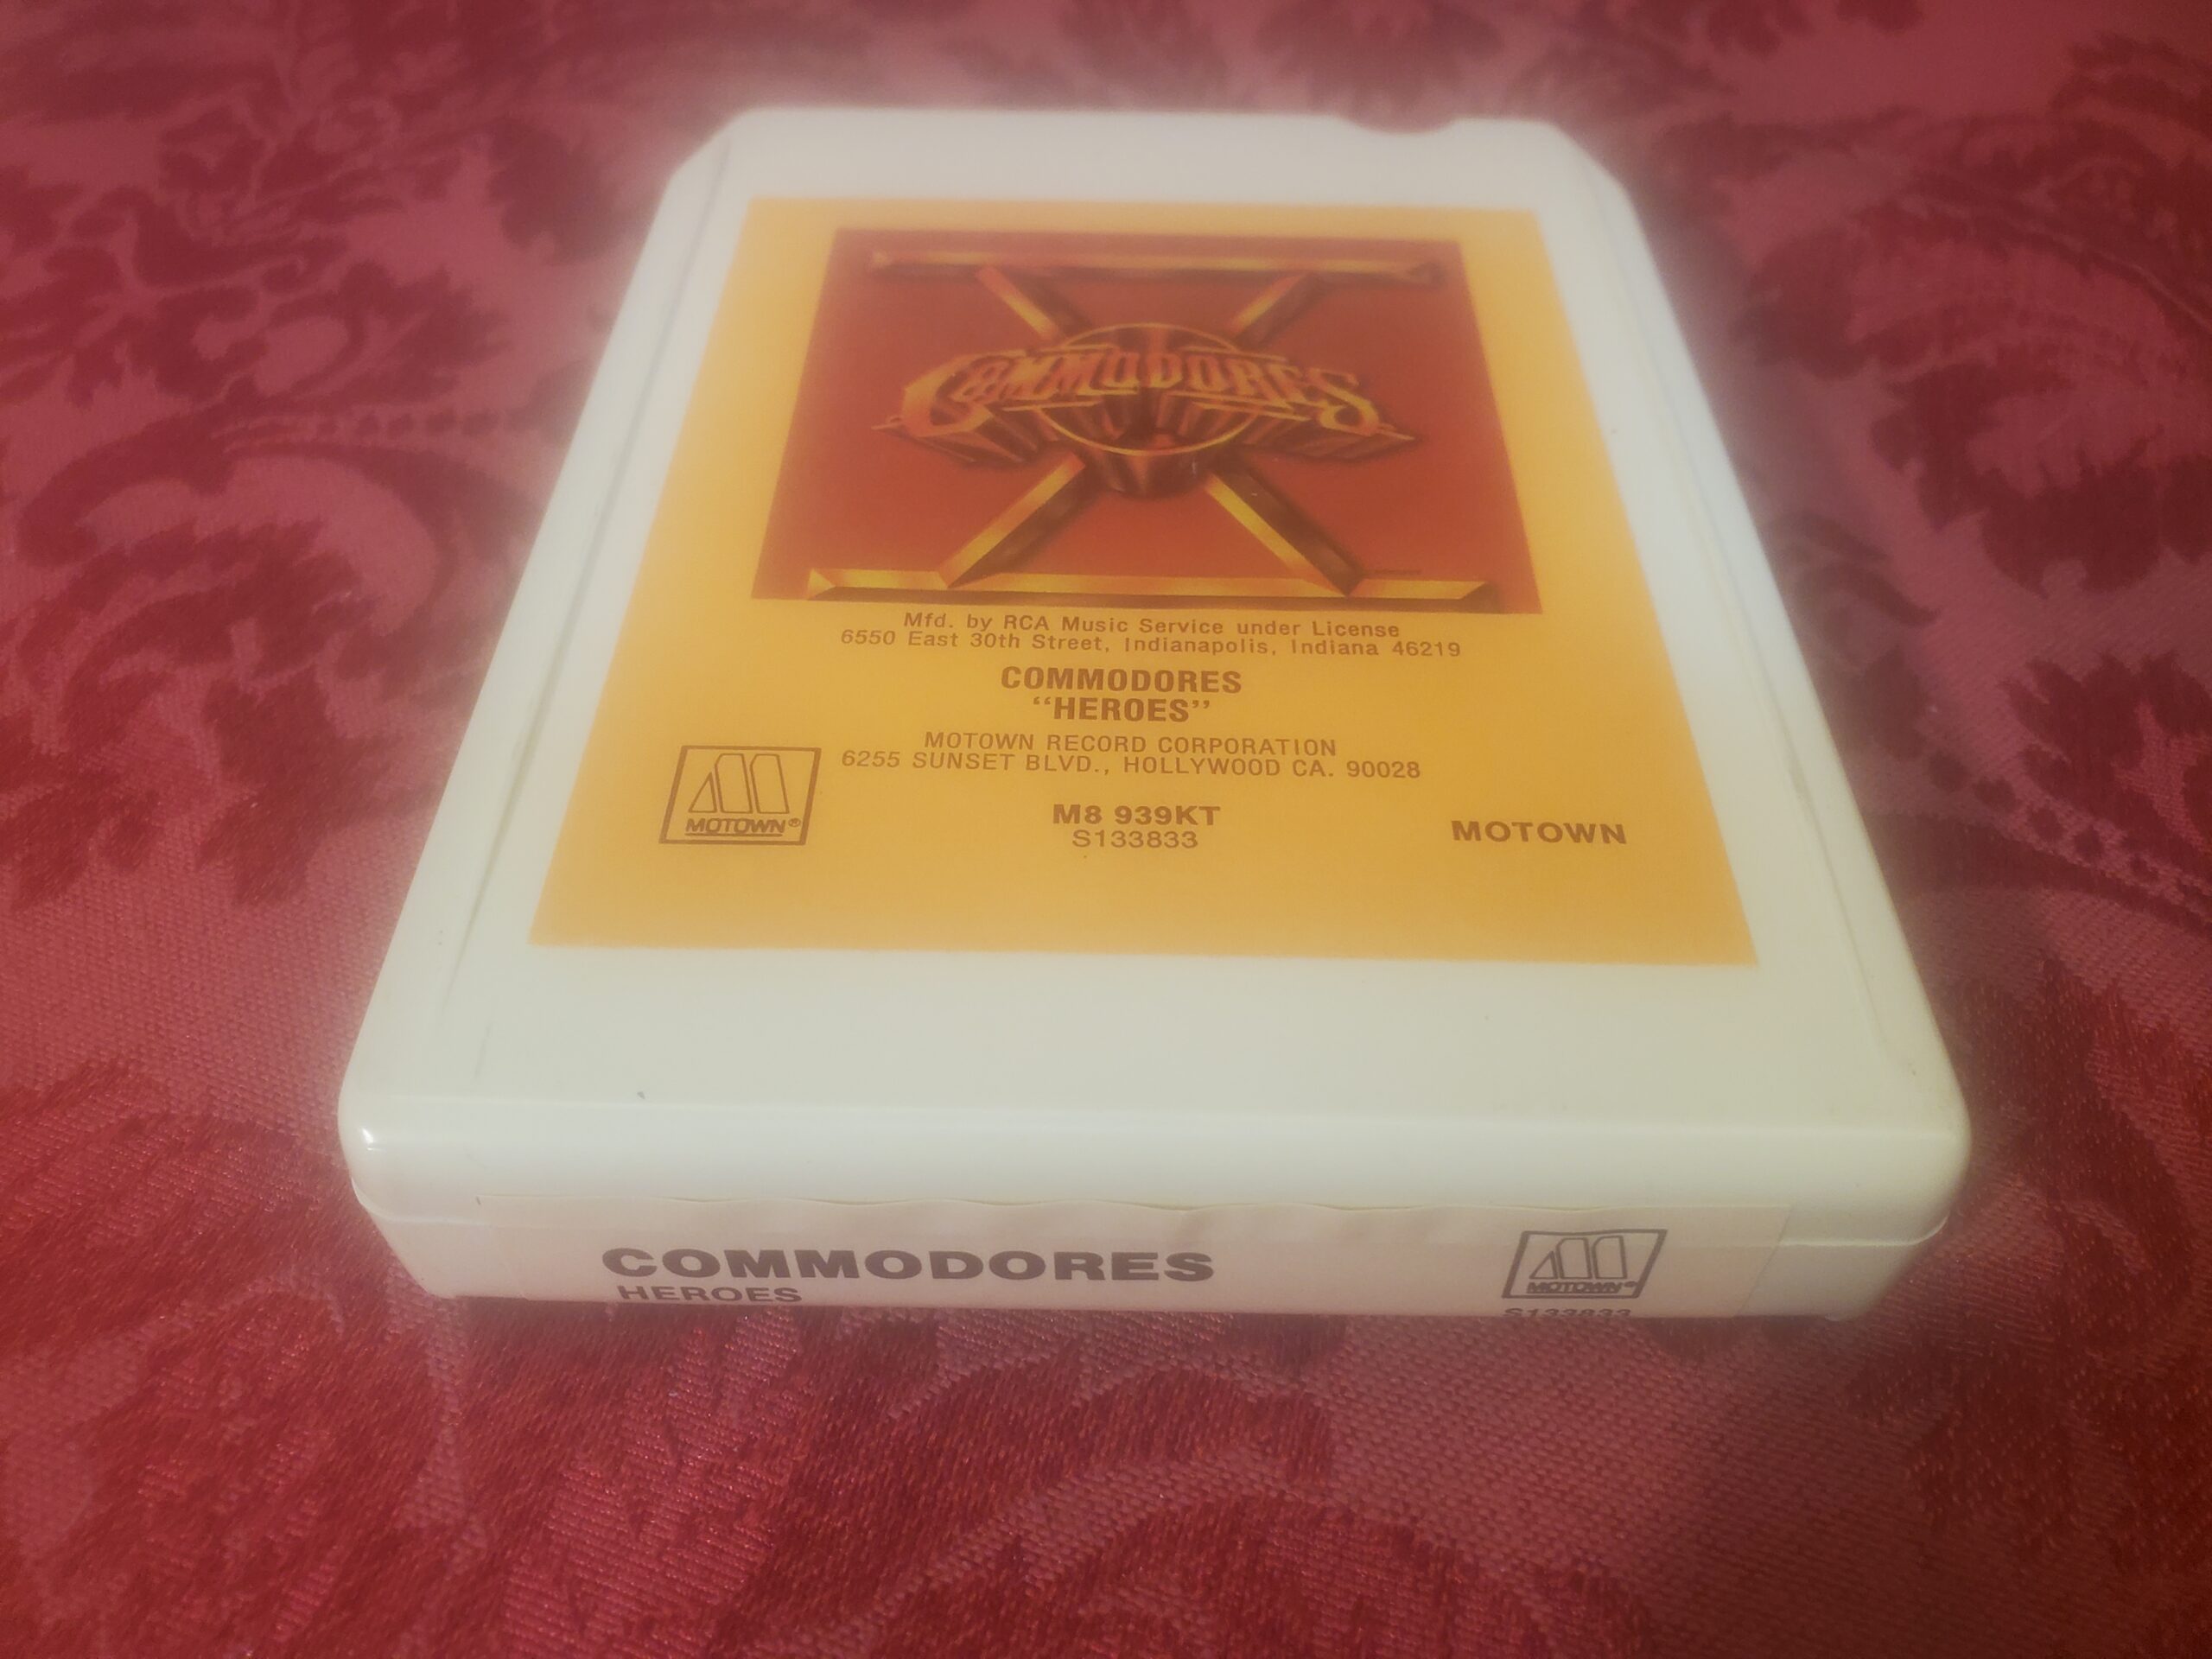 COMMODORES
Mfd. by RCA Music Service under License
6550 East 30th Street, Indianapolis, Indiana 46219
COMMODORES
“HEROES”
MOTOWN RECORD CORPORATION
6255 SUNSET BLVD., HOLLYWOOD CA. 90028
MOTOWN®
M8 939KT
S133833
MOTOWN
COMMODORES
HEROES
MOTOWN®
S133833